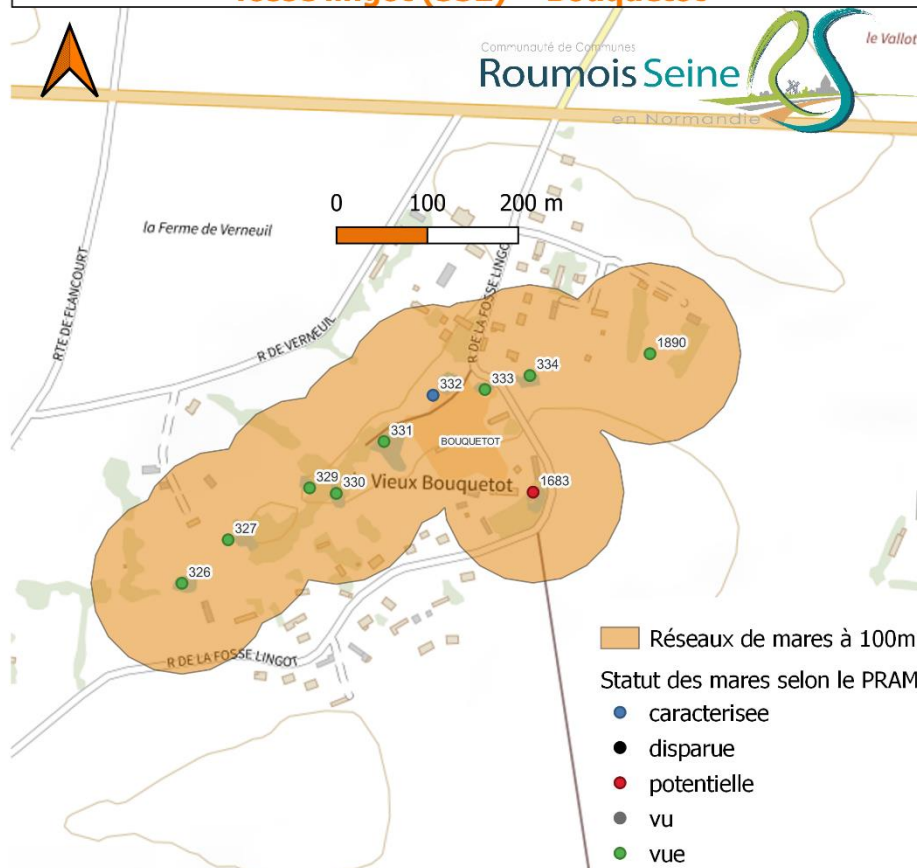 le Vallot
Communauté de Communes
Roumois Seine
en Normandie
0 100 200 m
la Ferme de Verneuil
RTE DE FLANCOURT
R DE VERNEUIL
R DE LA FOSSE LINGOT
1890
334
333
332
331
BOUQUETOT
329
330
Vieux Bouquetot
1683
327
326
R DE LA FOSSE LINGOT
Réseaux de mares à 100m
Statut des mares selon le PRAM
caracterisee
disparue
potentielle
vu
vue